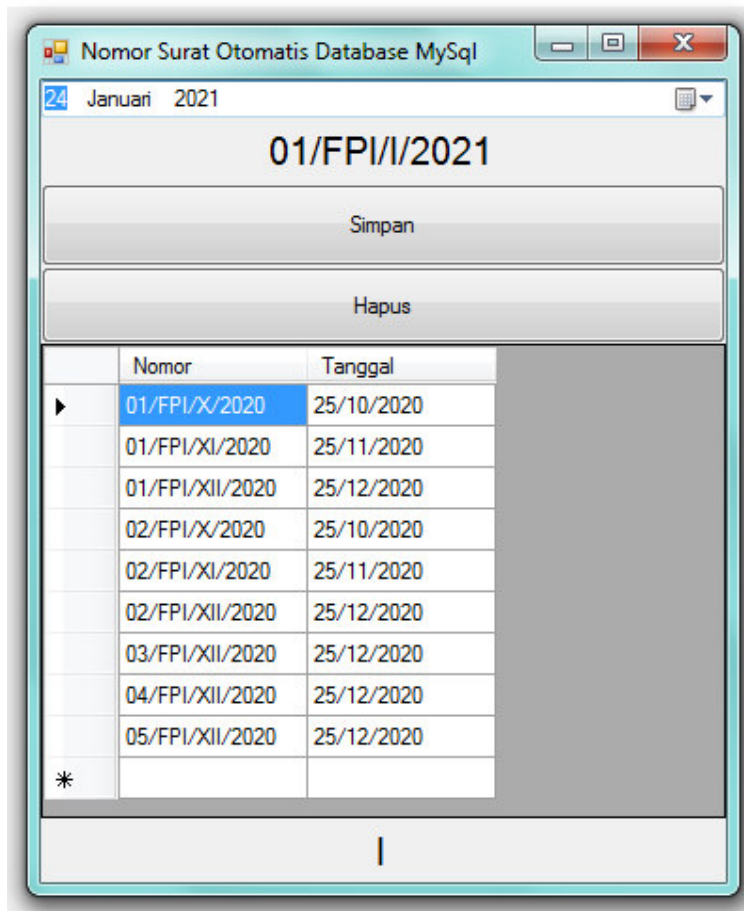 Nomor Surat Otomatis Database MySql
24 Januari 2021
01/FPI/I/2021
Simpan
Hapus
Nomor Tanggal
01/FPI/X/2020 25/10/2020
01/FPI/XI/2020 25/11/2020
01/FPI/XII/2020 25/12/2020
02/FPI/X/2020 25/10/2020
02/FPI/XI/2020 25/11/2020
02/FPI/XII/2020 25/12/2020
03/FPI/XII/2020 25/12/2020
04/FPI/XII/2020 25/12/2020
05/FPI/XII/2020 25/12/2020
I